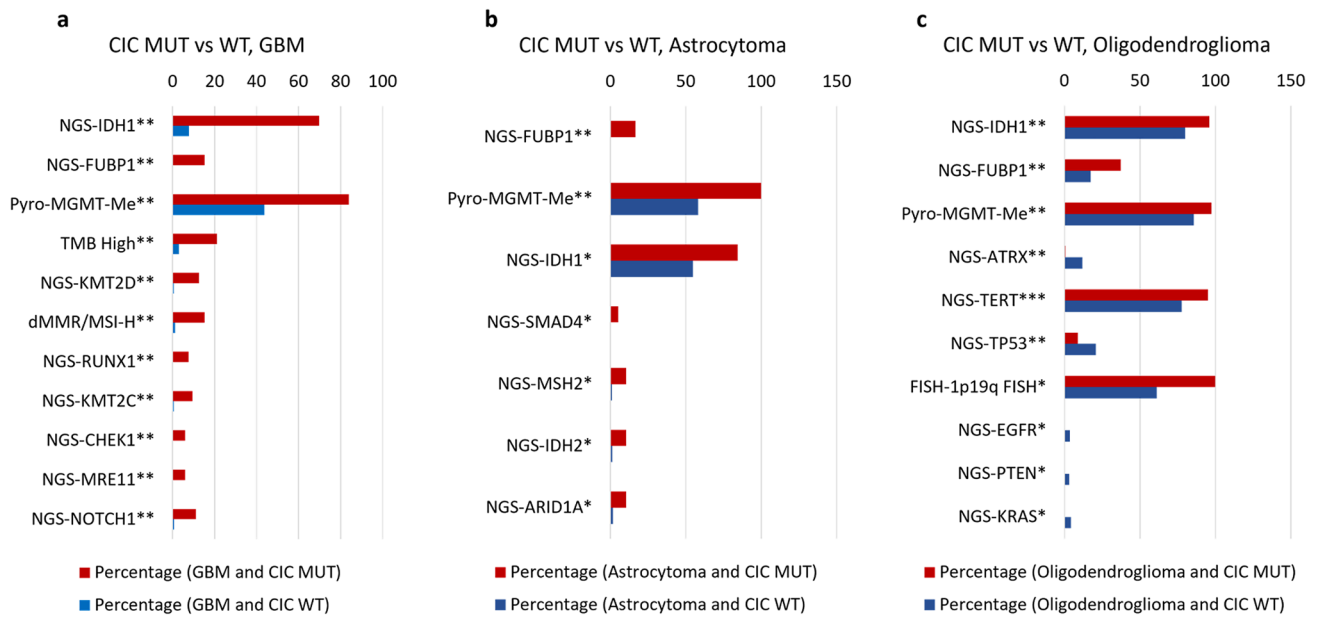 a
CIC MUT vs WT, GBM
0 20 40 60 80 100
NGS-IDH1**
NGS-FUBP1**
Pyro-MGMT-Me**
TMB High**
NGS-KMT2D**
dMMR/MSI-H**
NGS-RUNX1**
NGS-KMT2C**
NGS-CHEK1**
NGS-MRE11**
NGS-NOTCH1**
Percentage (GBM and CIC MUT)
Percentage (GBM and CIC WT)
b
CIC MUT vs WT, Astrocytoma
0 50 100 150
NGS-FUBP1**
Pyro-MGMT-Me**
NGS-IDH1*
NGS-SMAD4*
NGS-MSH2*
NGS-IDH2*
NGS-ARID1A*
Percentage (Astrocytoma and CIC MUT)
Percentage (Astrocytoma and CIC WT)
c
CIC MUT vs WT, Oligodendroglioma
0 50 100 150
NGS-IDH1**
NGS-FUBP1**
Pyro-MGMT-Me**
NGS-ATRX**
NGS-TERT***
NGS-TP53**
FISH-1p19q FISH*
NGS-EGFR*
NGS-PTEN*
NGS-KRAS*
Percentage (Oligodendroglioma and CIC MUT)
Percentage (Oligodendroglioma and CIC WT)